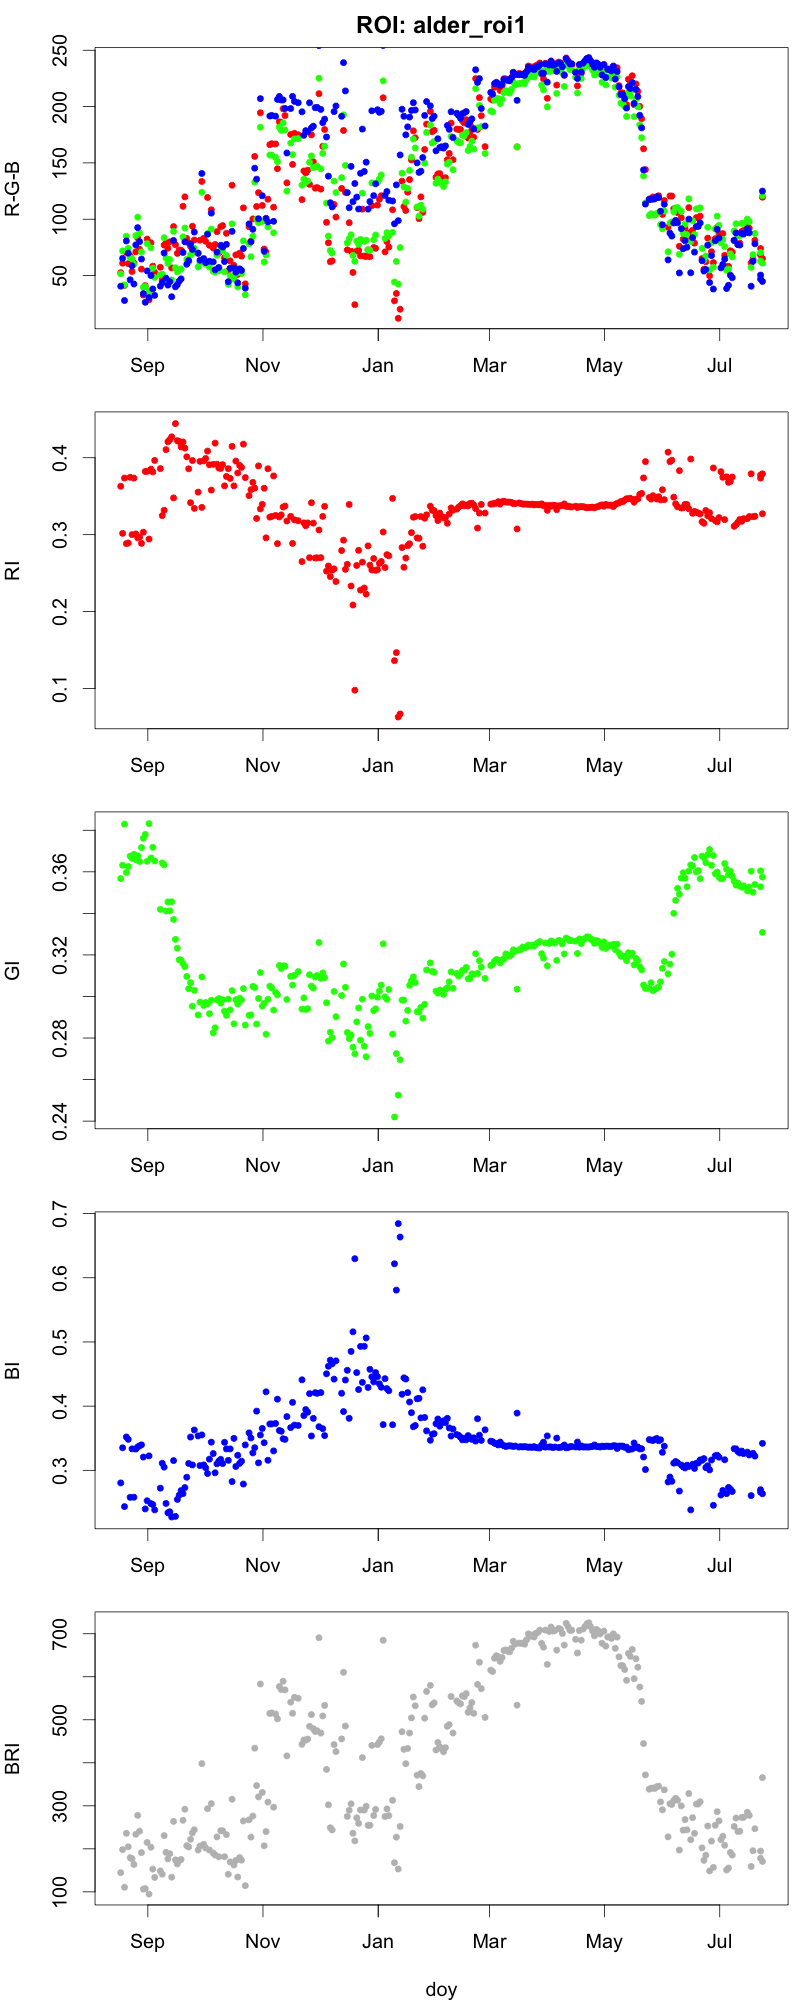 ROI: alder_roi1
R-G-B
250
200
150
100
50
Sep Nov Jan Mar May Jul
RI
0.4
0.3
0.2
0.1
Sep Nov Jan Mar May Jul
GI
0.36
0.32
0.28
0.24
Sep Nov Jan Mar May Jul
BI
0.7
0.6
0.5
0.4
0.3
Sep Nov Jan Mar May Jul
BRI
700
500
300
100
Sep Nov Jan Mar May Jul
doy